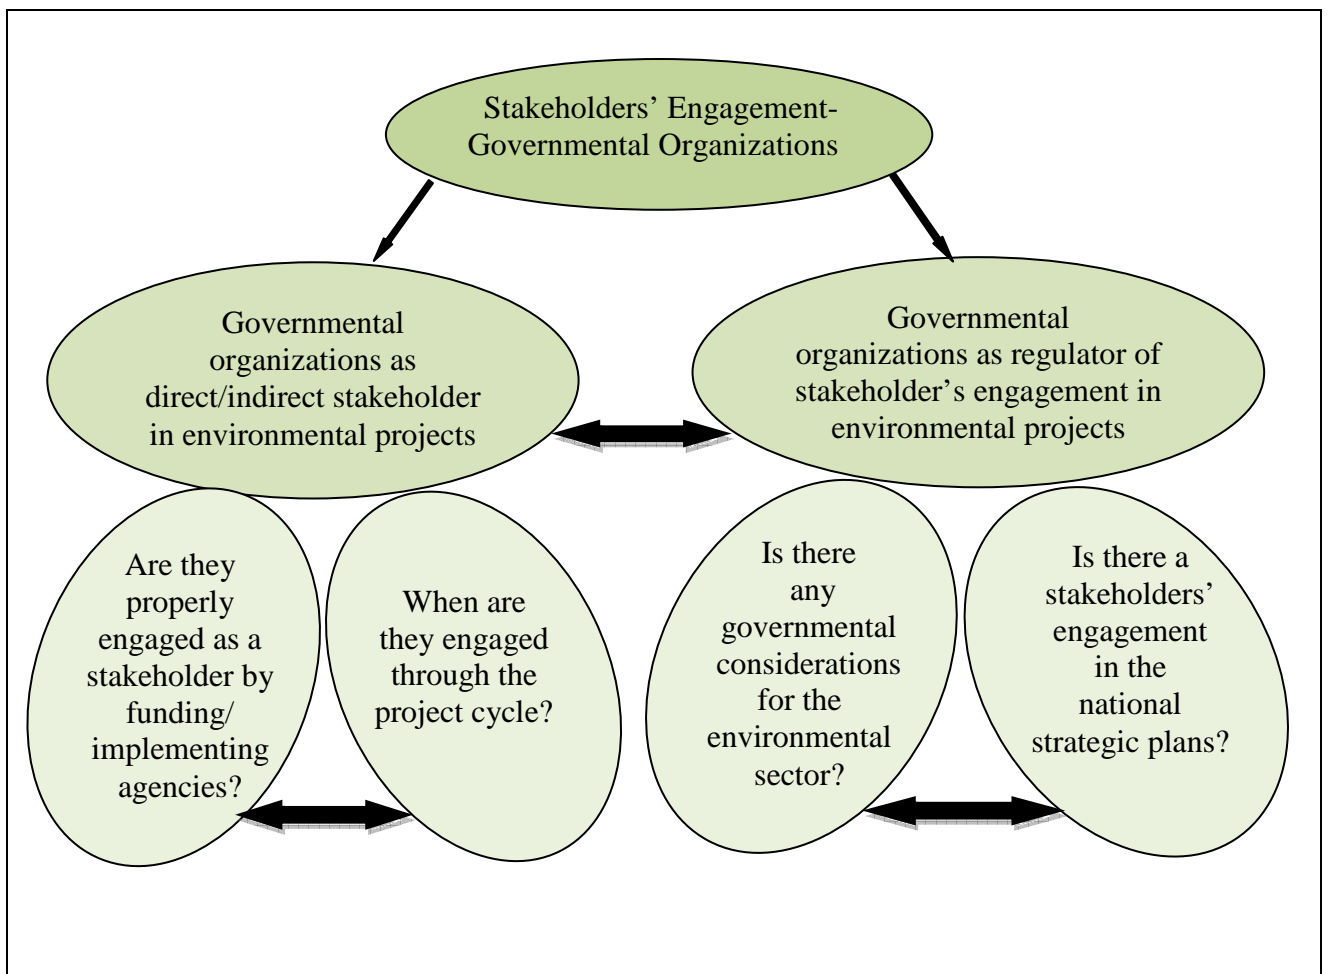 Stakeholders’ Engagement-
Governmental Organizations
Governmental
organizations as
direct/indirect stakeholder
in environmental projects
Governmental
organizations as regulator of
stakeholder’s engagement in
environmental projects
Are they
properly
engaged as a
stakeholder by
funding/
implementing
agencies?
When are
they engaged
through the
project cycle?
Is there
any
governmental
considerations
for the
environmental
sector?
Is there a
stakeholders’
engagement
in the
national
strategic plans?